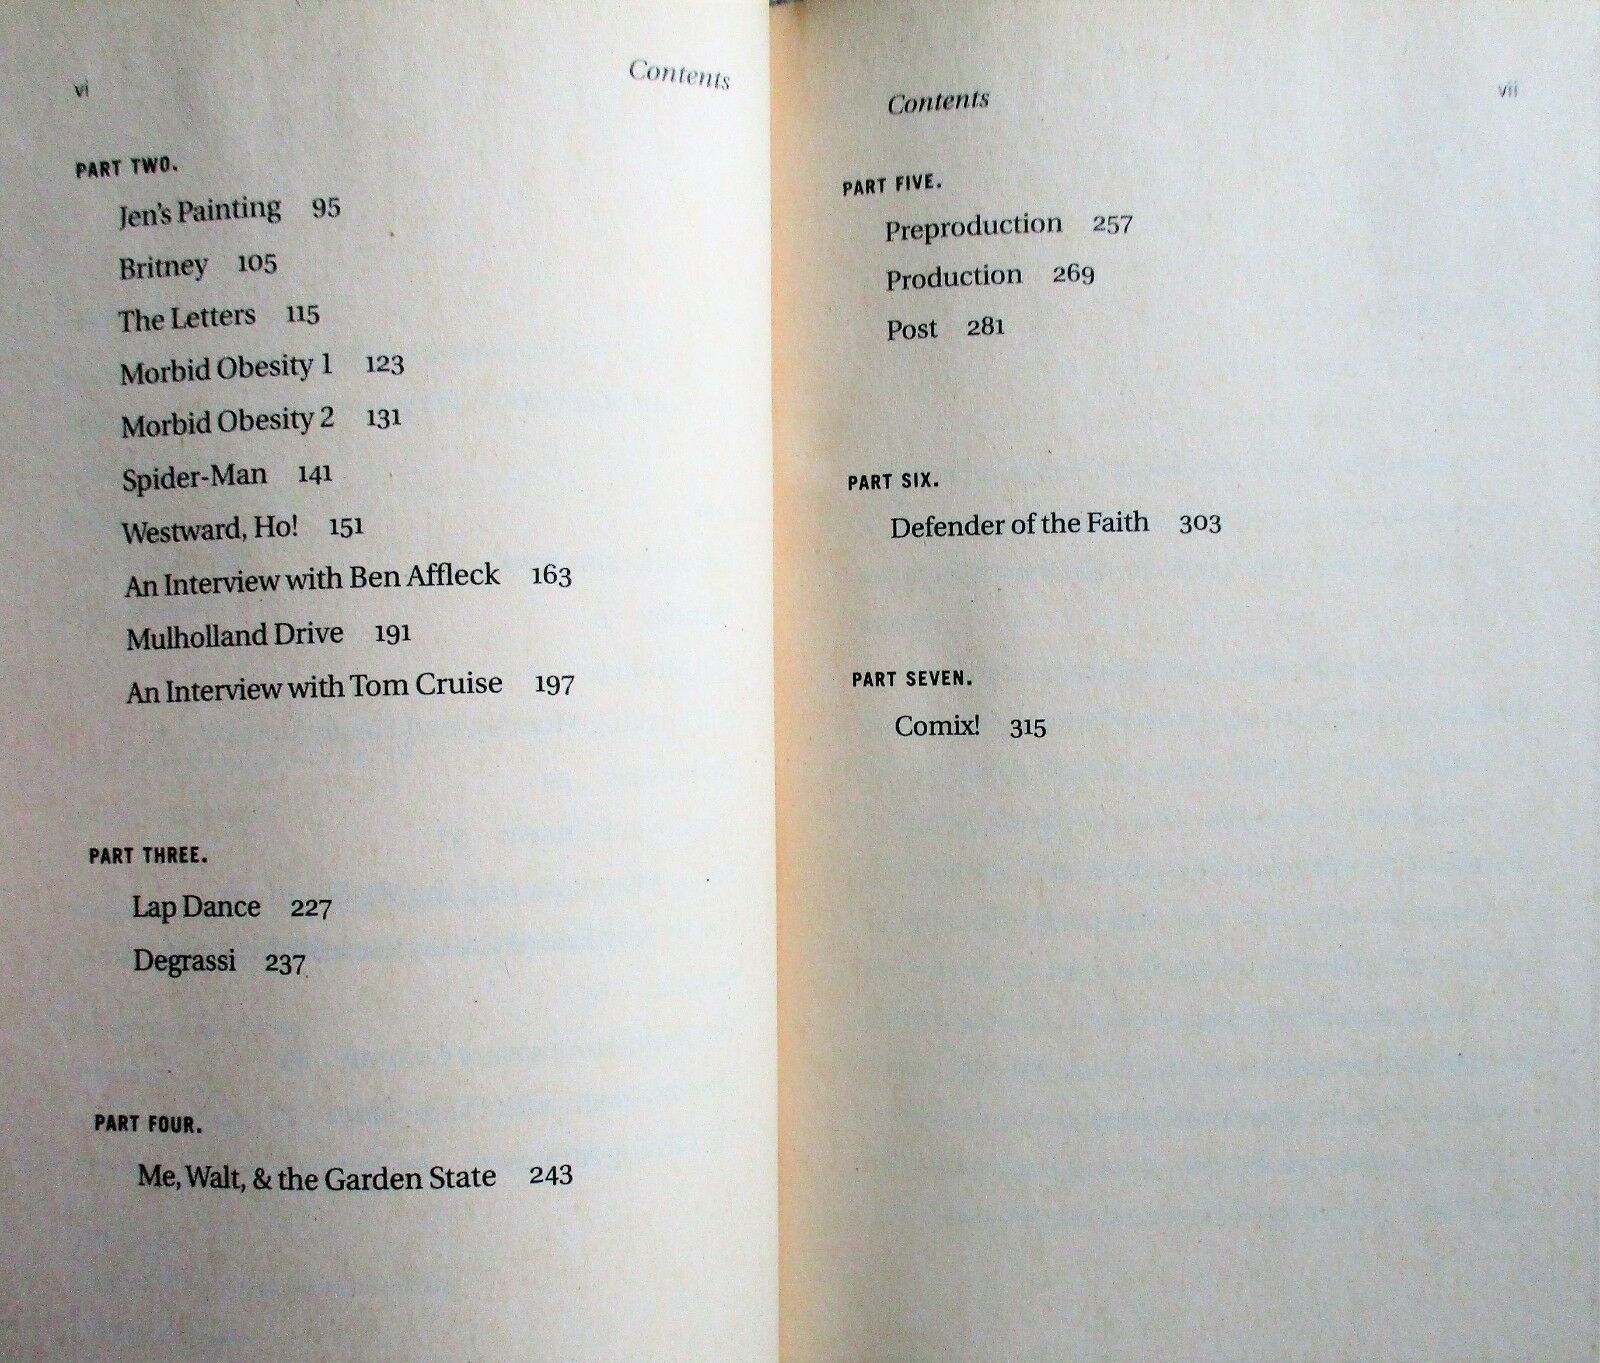 vi Contents
PART TWO.
Jen's Painting 95
Britney 105
The Letters 115
Morbid Obesity 1 123
Morbid Obesity 2 131
Spider-Man 141
Westward, Ho! 151
An Interview with Ben Affleck 163
Mulholland Drive 191
An Interview with Tom Cruise 197
PART THREE.
Lap Dance 227
Degrassi 237
PART FOUR.
Me, Walt, & the Garden State 243
Contents vii
PART FIVE.
Preproduction 257
Production 269
Post 281
PART SIX.
Defender of the Faith 303
PART SEVEN.
Comix! 315